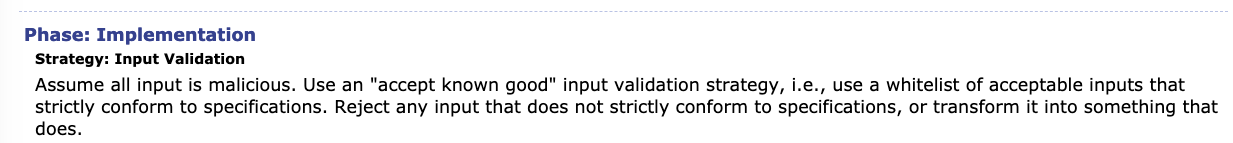 Phase: Implementation
Strategy: Input Validation
Assume all input is malicious. Use an "accept known good" input validation strategy, i.e., use a whitelist of acceptable inputs that
strictly conform to specifications. Reject any input that does not strictly conform to specifications, or transform it into something that
does.